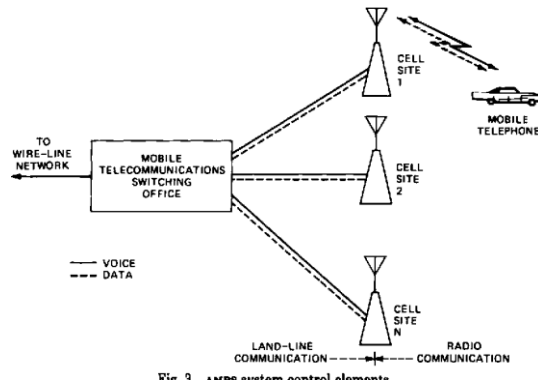 CELL
SITE
1
MOBILE
TELEPHONE
TO
WIRE-LINE
NETWORK
MOBILE
TELECOMMUNICATIONS
SWITCHING
OFFICE
CELL
SITE
2
VOICE
DATA
CELL
SITE
N
LAND-LINE
COMMUNICATION
RADIO
COMMUNICATION
Fig. 3 AMPS system control elements